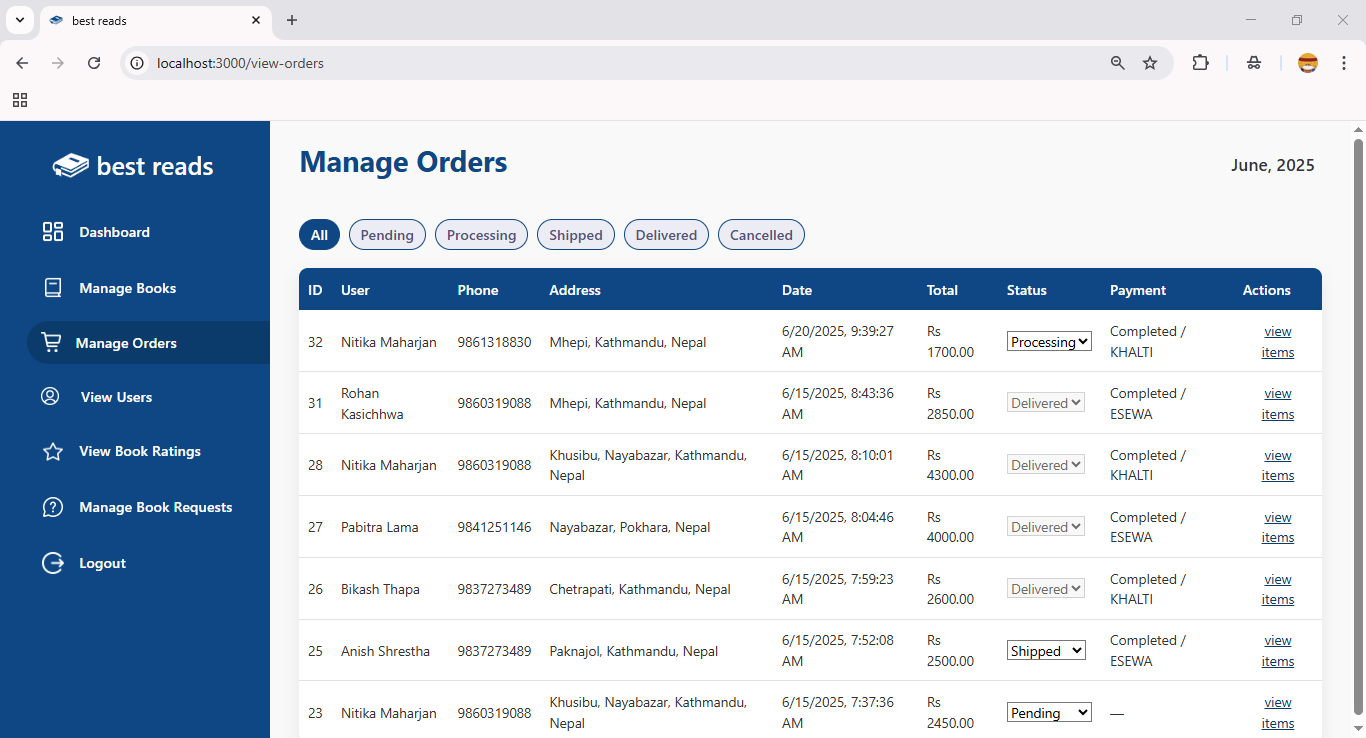 best reads
localhost:3000/view-orders
best reads
Dashboard
Manage Books
Manage Orders
View Users
View Book Ratings
Manage Book Requests
Logout
Manage Orders
June, 2025
All Pending Processing Shipped Delivered Cancelled
ID User Phone Address Date Total Status Payment Actions
32 Nitika Maharjan 9861318830 Mhepi, Kathmandu, Nepal 6/20/2025, 9:39:27 AM Rs 1700.00 Processing Completed / KHALTI view items
31 Rohan Kasichhwa 9860319088 Mhepi, Kathmandu, Nepal 6/15/2025, 8:43:36 AM Rs 2850.00 Delivered Completed / ESEWA view items
28 Nitika Maharjan 9860319088 Khusibu, Nayabazar, Kathmandu, Nepal 6/15/2025, 8:10:01 AM Rs 4300.00 Delivered Completed / KHALTI view items
27 Pabitra Lama 9841251146 Nayabazar, Pokhara, Nepal 6/15/2025, 8:04:46 AM Rs 4000.00 Delivered Completed / ESEWA view items
26 Bikash Thapa 9837273489 Chetrapati, Kathmandu, Nepal 6/15/2025, 7:59:23 AM Rs 2600.00 Delivered Completed / KHALTI view items
25 Anish Shrestha 9837273489 Paknajol, Kathmandu, Nepal 6/15/2025, 7:52:08 AM Rs 2500.00 Shipped Completed / ESEWA view items
23 Nitika Maharjan 9860319088 Khusibu, Nayabazar, Kathmandu, Nepal 6/15/2025, 7:37:36 AM Rs 2450.00 Pending — view items